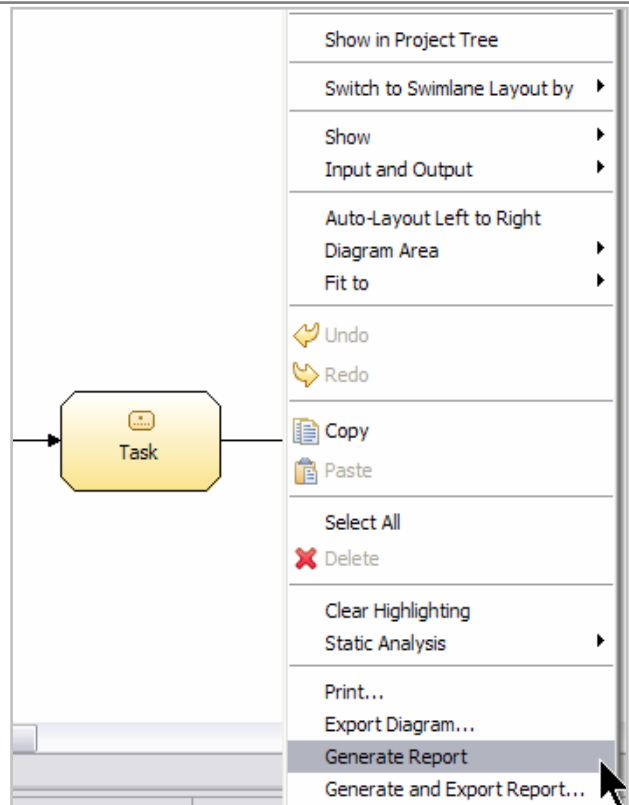 Show in Project Tree
Switch to Swimlane Layout by
Show
Input and Output
Auto-Layout Left to Right
Diagram Area
Fit to
Undo
Redo
Task
Copy
Paste
Select All
Delete
Clear Highlighting
Static Analysis
Print...
Export Diagram...
Generate Report
Generate and Export Report...